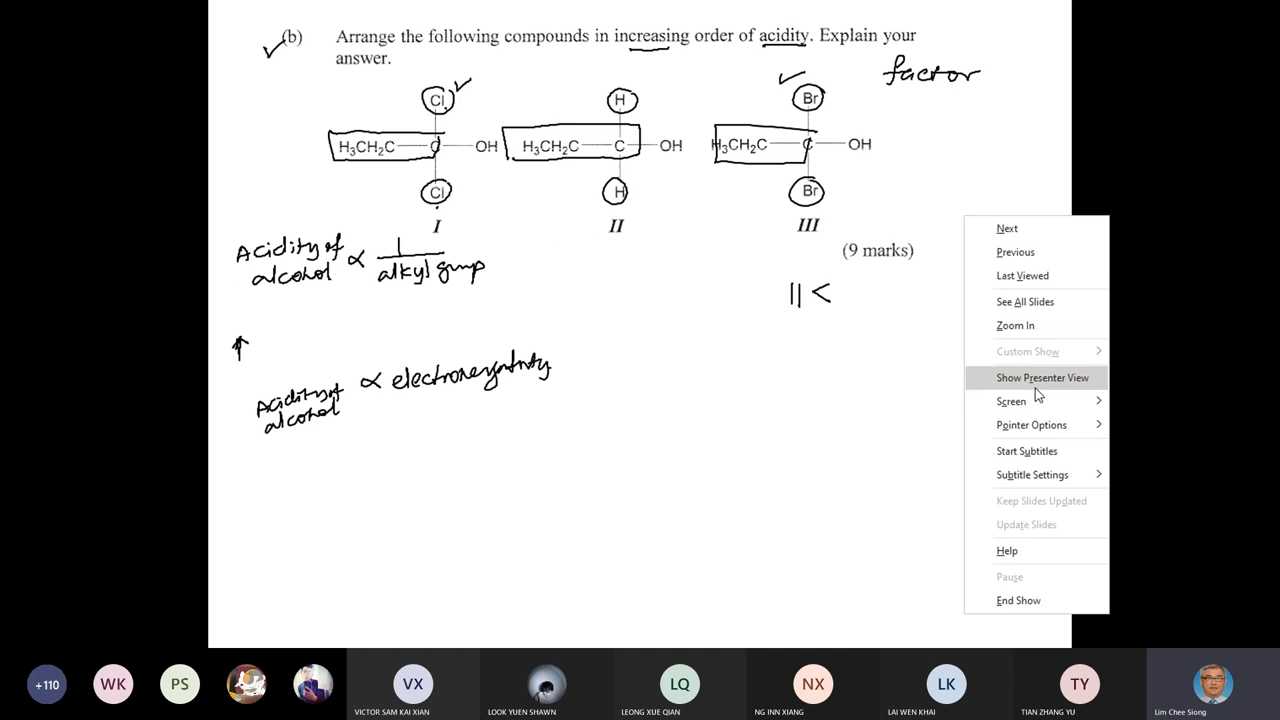 (b) Arrange the following compounds in increasing order of acidity. Explain your
answer.
factor
Cl H Br
H₃CH₂C C OH H₃CH₂C C OH H₃CH₂C C OH
Cl H Br
I II III
(9 marks)
Acidity of alcohol ∝ 1/alkyl group
II <
↑
Acidity of alcohol ∝ electronegativity
Next
Previous
Last Viewed
See All Slides
Zoom In
Custom Show
Show Presenter View
Screen
Pointer Options
Start Subtitles
Subtitle Settings
Keep Slides Updated
Update Slides
Help
Pause
End Show
+110 WK PS VX LQ NX LK TY
VICTOR SAM KAI XIAN LOOK YUEN SHAWN LEONG XUE QIAN NG INN XIANG LAI WEN KHAI TIAN ZHANG YU Lim Chee Siong